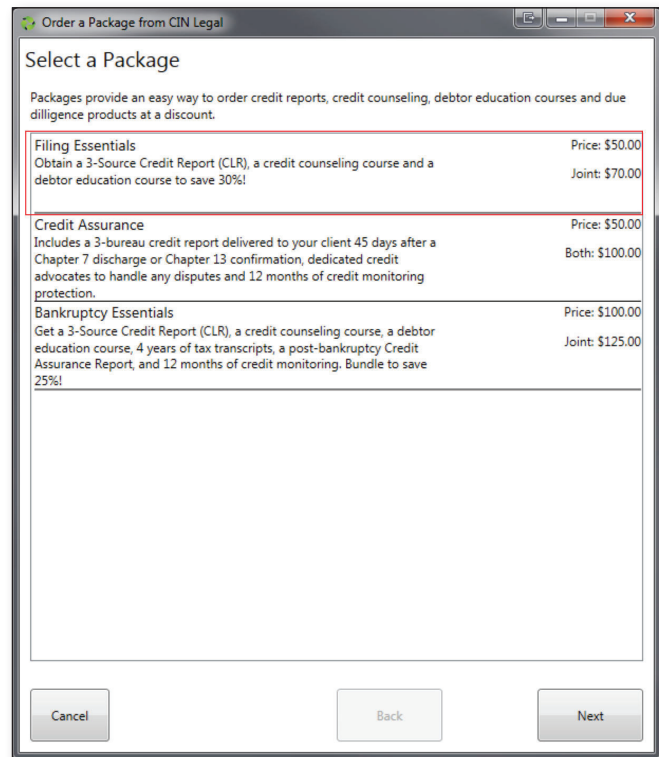 Order a Package from CIN Legal
Select a Package
Packages provide an easy way to order credit reports, credit counseling, debtor education courses and due
dilligence products at a discount.
Filing Essentials
Price: $50.00
Obtain a 3-Source Credit Report (CLR), a credit counseling course and a
debtor education course to save 30%!
Joint: $70.00
Credit Assurance
Price: $50.00
Includes a 3-bureau credit report delivered to your client 45 days after a
Chapter 7 discharge or Chapter 13 confirmation, dedicated credit
advocates to handle any disputes and 12 months of credit monitoring
protection.
Both: $100.00
Bankruptcy Essentials
Price: $100.00
Get a 3-Source Credit Report (CLR), a credit counseling course, a debtor
education course, 4 years of tax transcripts, a post-bankruptcy Credit
Assurance Report, and 12 months of credit monitoring. Bundle to save
25%!
Joint: $125.00
Cancel
Back
Next